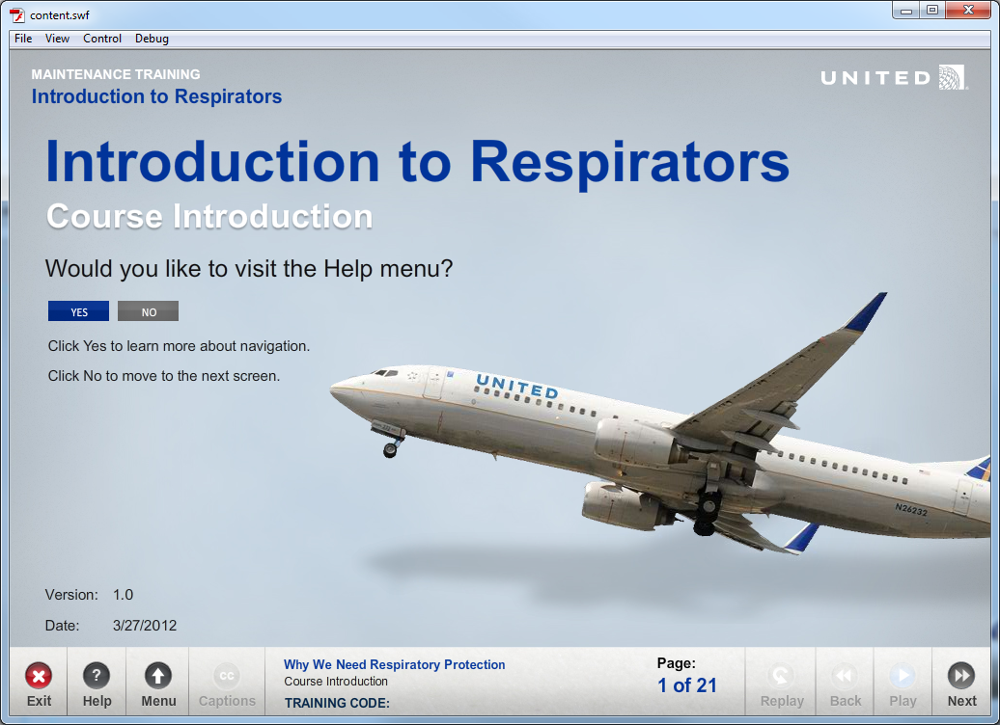 content.swf
File View Control Debug
MAINTENANCE TRAINING
Introduction to Respirators
UNITED
Introduction to Respirators
Course Introduction
Would you like to visit the Help menu?
YES NO
Click Yes to learn more about navigation.
Click No to move to the next screen.
UNITED
N26232
Version: 1.0
Date: 3/27/2012
Exit
? Help
Menu
CC Captions
Why We Need Respiratory Protection
Course Introduction
TRAINING CODE:
Page:
1 of 21
Replay
Back
Play
Next